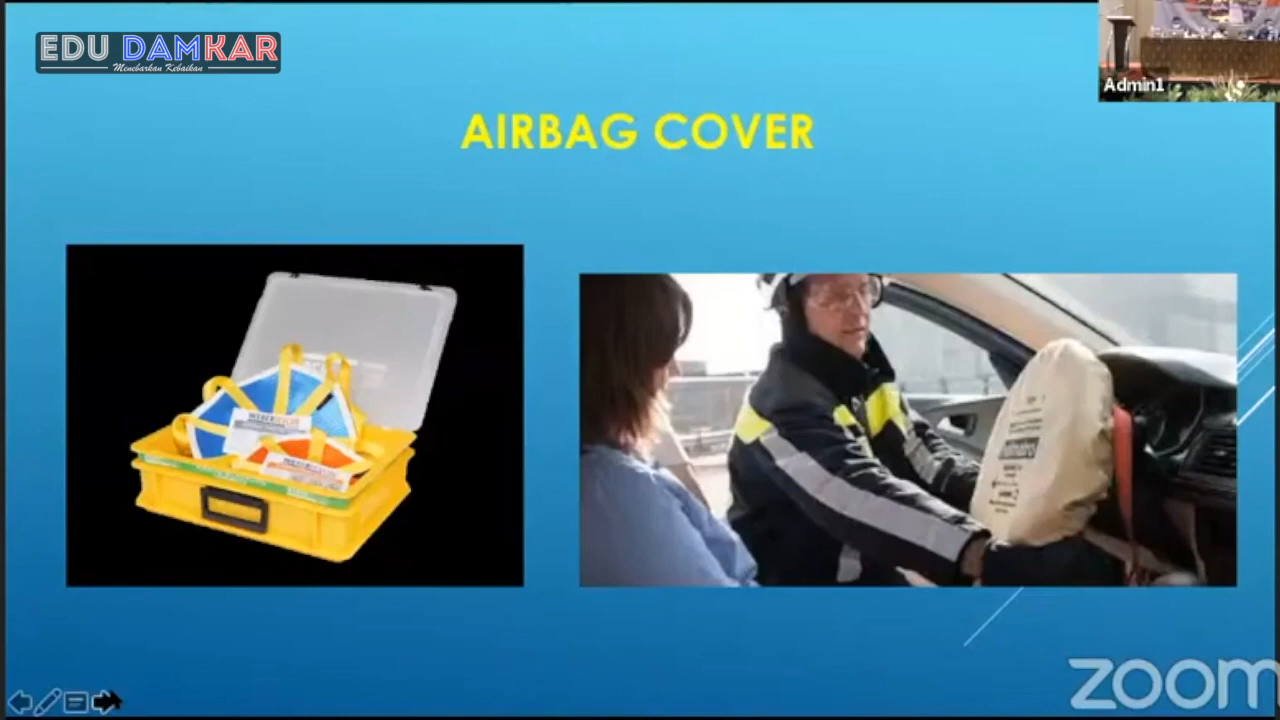 EDU DAMKAR
Menebarkan Kebaikan
Admin1
AIRBAG COVER
zoom